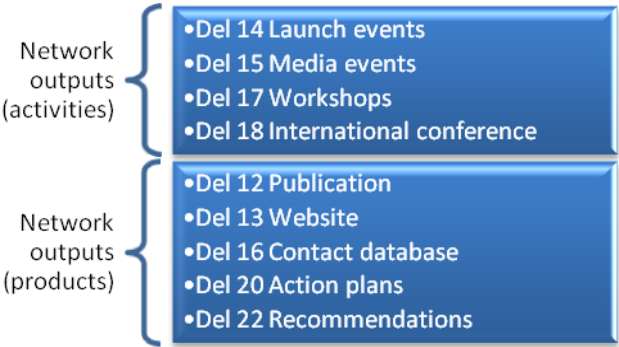 Network
outputs
(activities)
•Del 14 Launch events
•Del 15 Media events
•Del 17 Workshops
•Del 18 International conference
Network
outputs
(products)
•Del 12 Publication
•Del 13 Website
•Del 16 Contact database
•Del 20 Action plans
•Del 22 Recommendations